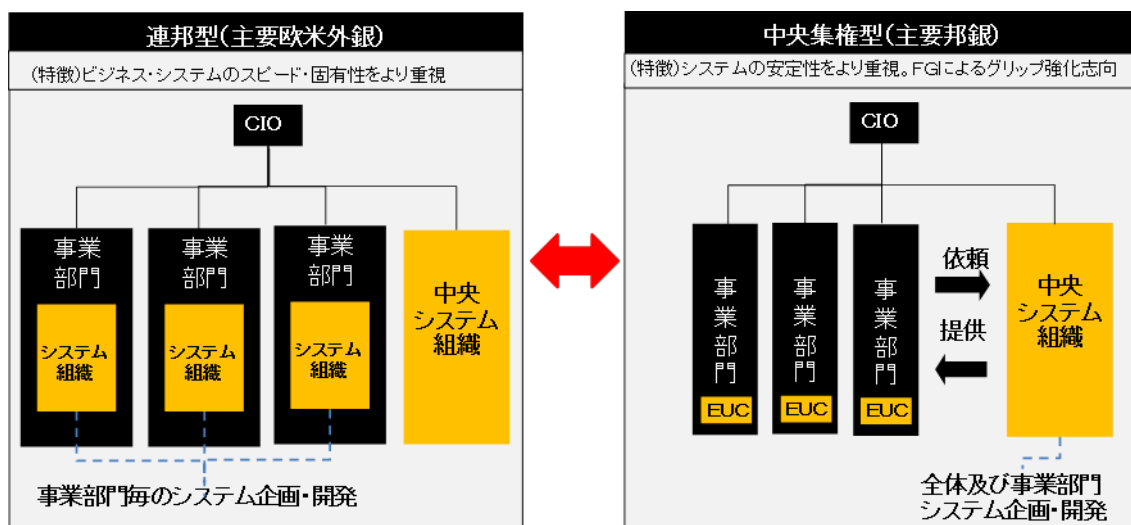 連邦型(主要欧米外銀)
(特徴)ビジネス・システムのスピード・固有性をより重視
CIO
事業
部門
システム
組織
事業
部門
システム
組織
事業
部門
システム
組織
中央
システム
組織
事業部門毎のシステム企画・開発
中央集権型(主要邦銀)
(特徴)システムの安定性をより重視。FGによるグリップ強化志向
CIO
事業部門
EUC
事業部門
EUC
事業部門
EUC
依頼
提供
中央
システム
組織
全体及び事業部門
システム企画・開発